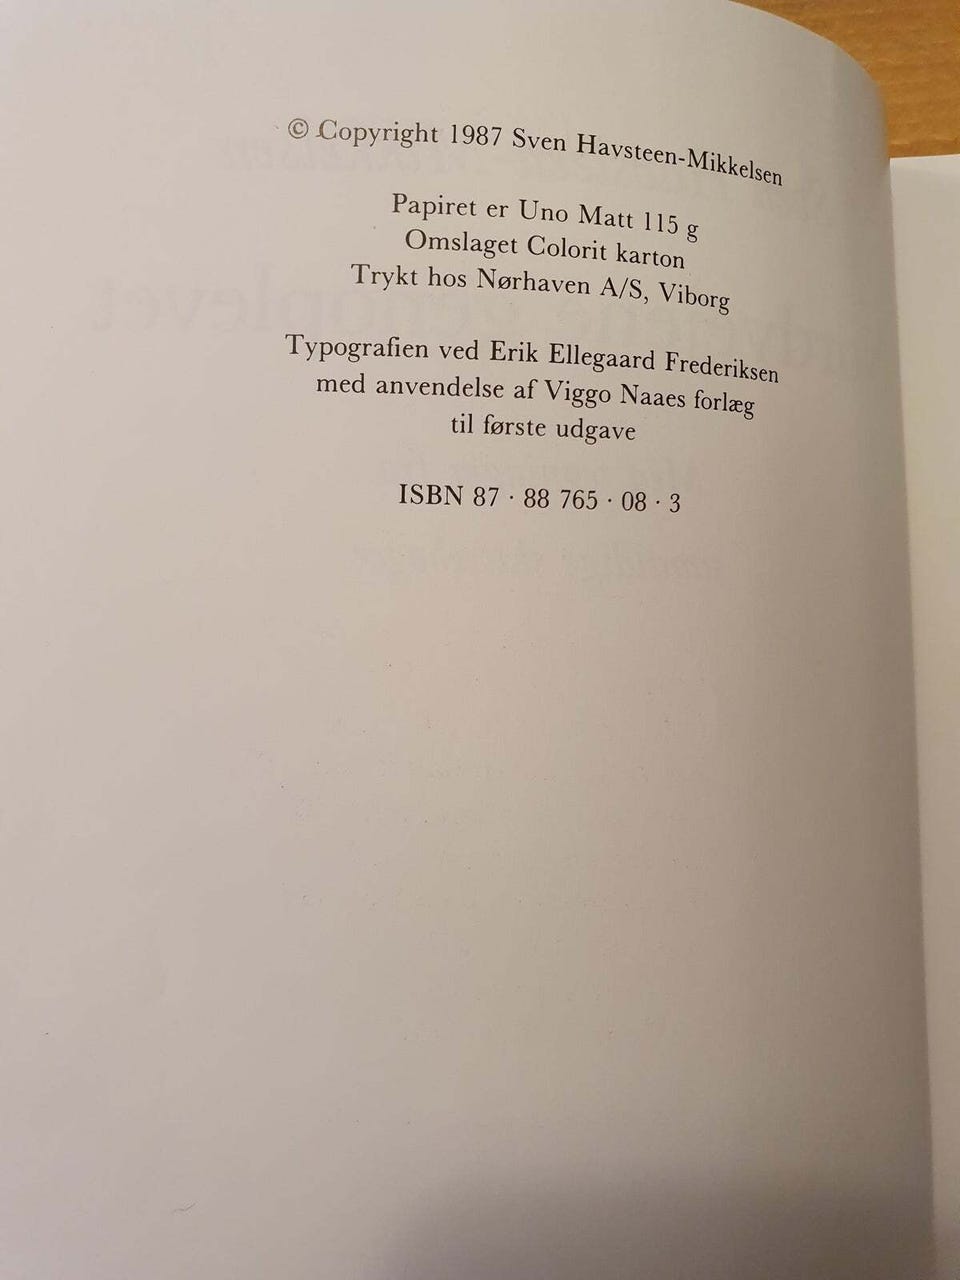 © Copyright 1987 Sven Havsteen-Mikkelsen
Papiret er Uno Matt 115 g
Omslaget Colorit karton
Trykt hos Nørhaven A/S, Viborg
Typografien ved Erik Ellegaard Frederiksen
med anvendelse af Viggo Naaes forlæg
til første udgave
ISBN 87 · 88 765 · 08 · 3